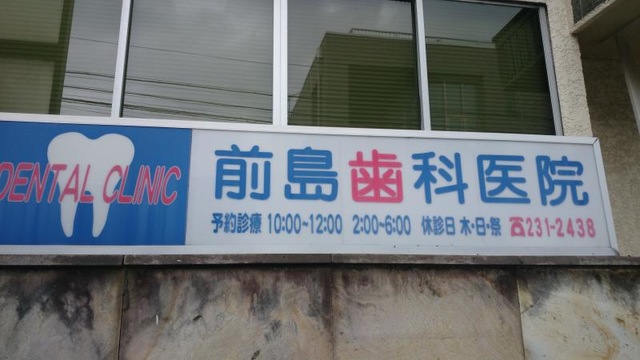 DENTAL CLINIC
前島歯科医院
予約診療 10:00~12:00 2:00~6:00 休診日 木・日・祭 ☎231-2438